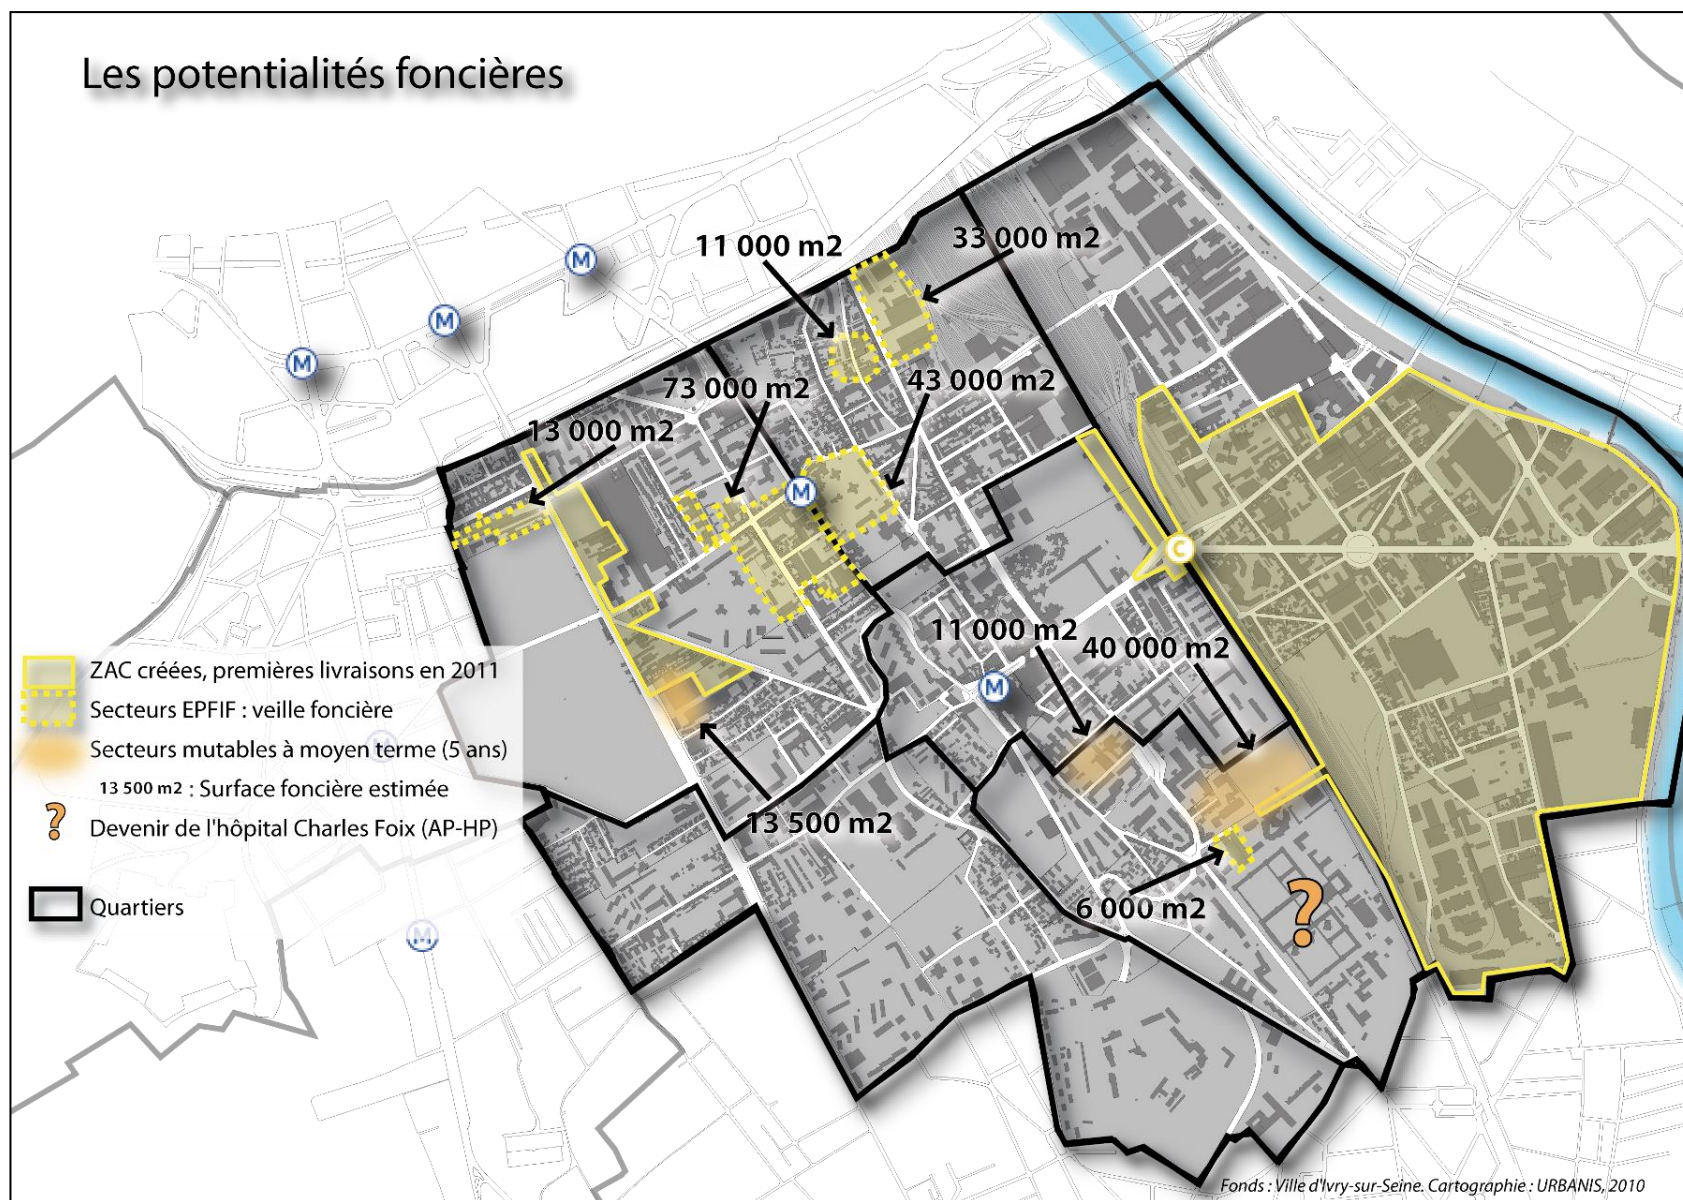 Les potentialités foncières
11 000 m2
33 000 m2
73 000 m2
43 000 m2
13 000 m2
11 000 m2
40 000 m2
13 500 m2
6 000 m2
M
M
M
M
M
M
M
C
?
ZAC créées, premières livraisons en 2011
Secteurs EPFIF : veille foncière
Secteurs mutables à moyen terme (5 ans)
13 500 m2 : Surface foncière estimée
? Devenir de l'hôpital Charles Foix (AP-HP)
Quartiers
Fonds : Ville d'Ivry-sur-Seine. Cartographie : URBANIS, 2010